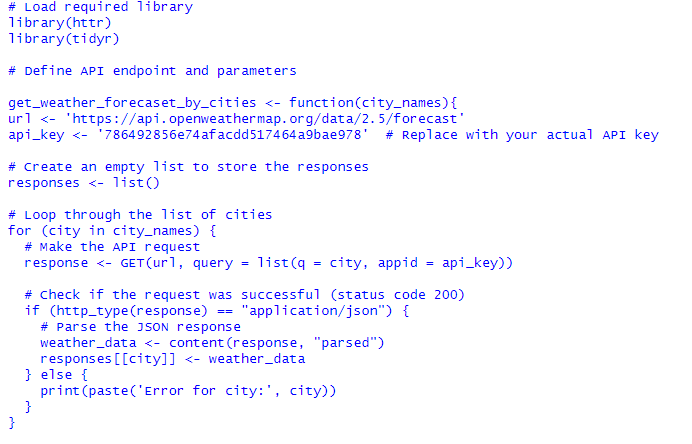 # Load required library
library(httr)
library(tidyr)
# Define API endpoint and parameters
get_weather_forecaset_by_cities <- function(city_names){
url <- 'https://api.openweathermap.org/data/2.5/forecast'
api_key <- '786492856e74afacdd517464a9bae978'  # Replace with your actual API key
# Create an empty list to store the responses
responses <- list()
# Loop through the list of cities
for (city in city_names) {
  # Make the API request
  response <- GET(url, query = list(q = city, appid = api_key))
  # Check if the request was successful (status code 200)
  if (http_type(response) == "application/json") {
    # Parse the JSON response
    weather_data <- content(response, "parsed")
    responses[[city]] <- weather_data
  } else {
    print(paste('Error for city:', city))
  }
}